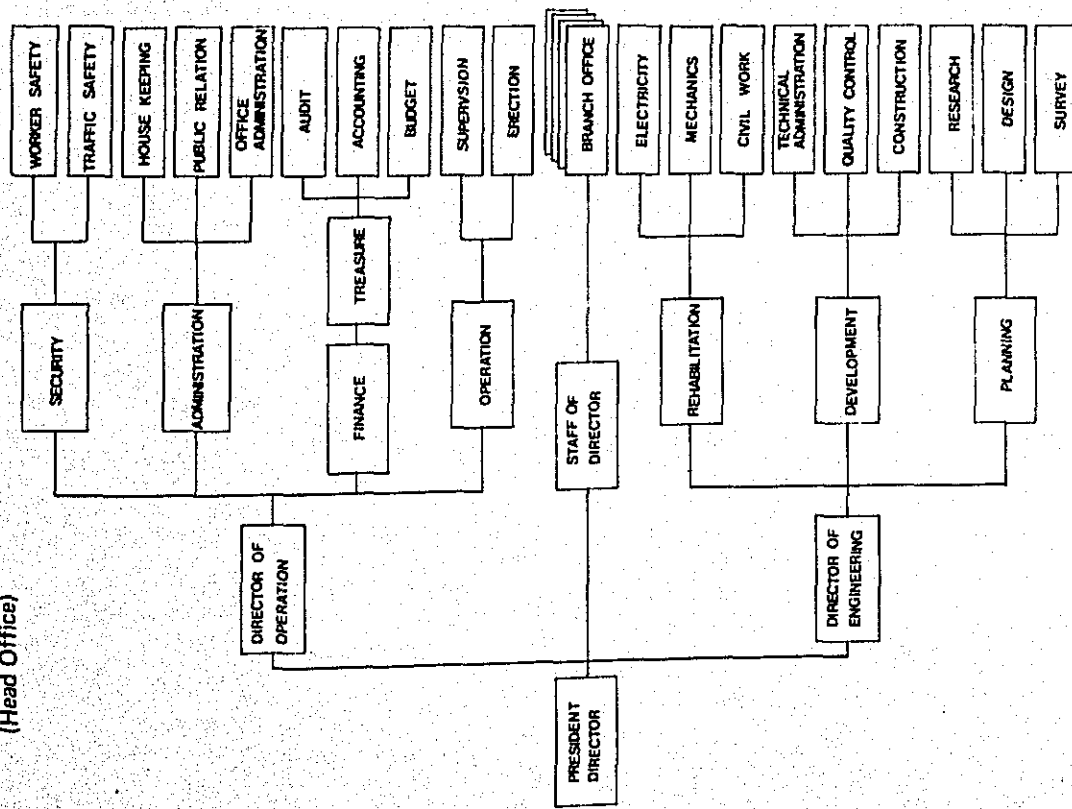 (Head Office)
PRESIDENT
DIRECTOR
DIRECTOR OF
OPERATION
SECURITY
WORKER SAFETY
TRAFFIC SAFETY
ADMINISTRATION
HOUSE KEEPING
PUBLIC RELATION
OFFICE
ADMINISTRATION
FINANCE
TREASURE
AUDIT
ACCOUNTING
BUDGET
OPERATION
SUPERVISION
ERECTION
STAFF OF
DIRECTOR
BRANCH OFFICE
DIRECTOR OF
ENGINEERING
REHABILITATION
ELECTRICITY
MECHANICS
CIVIL WORK
DEVELOPMENT
TECHNICAL
ADMINISTRATION
QUALITY CONTROL
CONSTRUCTION
PLANNING
RESEARCH
DESIGN
SURVEY